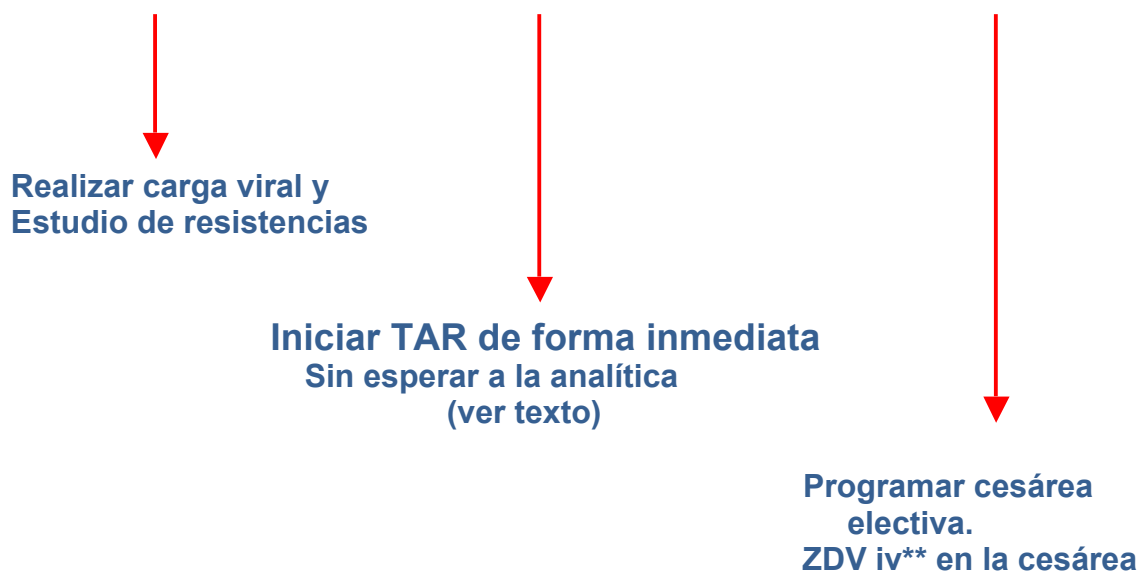 Realizar carga viral y
Estudio de resistencias
Iniciar TAR de forma inmediata
Sin esperar a la analítica
(ver texto)
Programar cesárea
electiva.
ZDV iv** en la cesárea